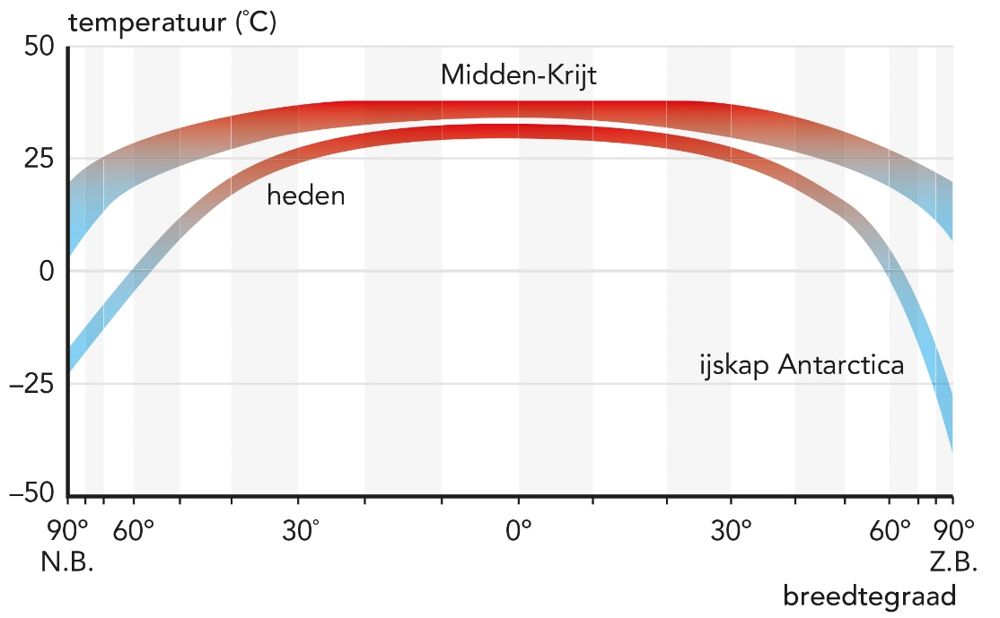 temperatuur (°C)
50
Midden-Krijt
25
heden
0
ijskap Antarctica
–25
–50
90° 60° 30° 0° 30° 60° 90°
N.B. Z.B.
breedtegraad